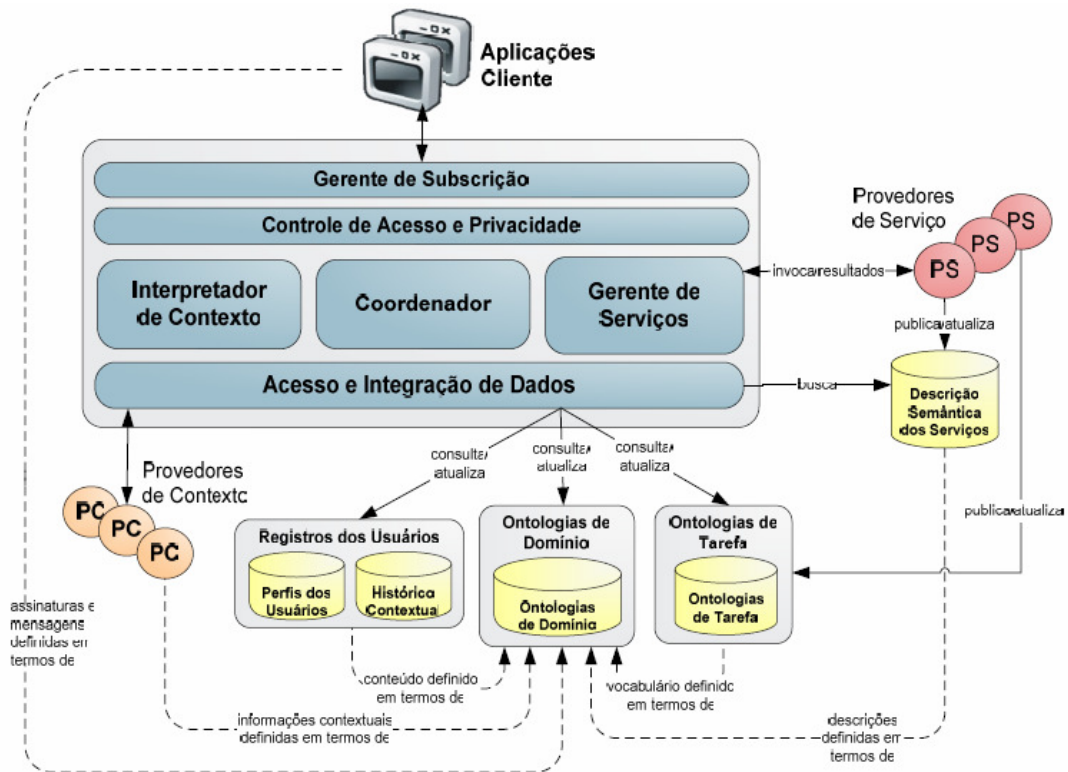 Aplicações
Cliente
Gerente de Subscrição
Controle de Acesso e Privacidade
Interpretador
de Contexto
Coordenador
Gerente de
Serviços
Acesso e Integração de Dados
Provedores
de Serviço
PS
PS
PS
invoca/resultados
publica/atualiza
busca
Descrição
Semântica
dos Serviços
publica/atualiza
Provedores
de Contexto
PC
PC
PC
consulta/
atualiza
consulta/
atualiza
consulta/
atualiza
Registros dos Usuários
Perfis dos
Usuários
Histórico
Contextual
Ontologias de
Domínio
Ontologias
de Domínio
Ontologias de
Tarefa
Ontologias
de Tarefa
assinaturas e
mensagens
definidas em
termos de
conteúdo definido
em termos de
vocabulário definido
em termos de
informações contextuais
definidas em termos de
descrições
definidas em
termos de